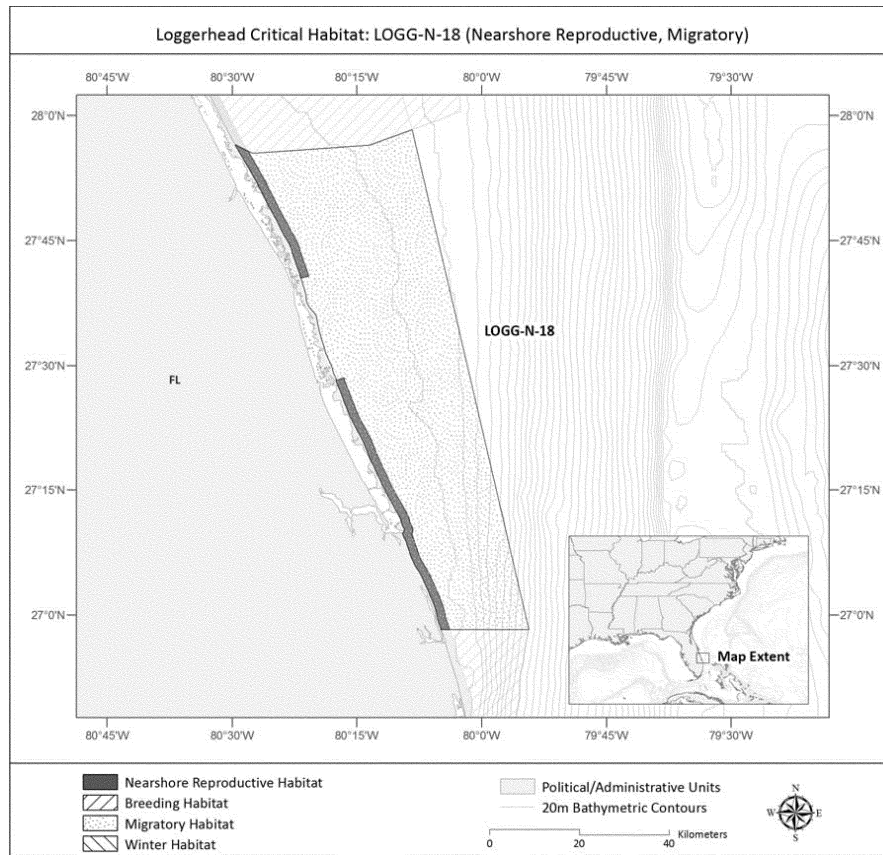 Loggerhead Critical Habitat: LOGG-N-18 (Nearshore Reproductive, Migratory)
80°45'W 80°30'W 80°15'W 80°0'W 79°45'W 79°30'W
28°0'N 28°0'N
27°45'N 27°45'N
LOGG-N-18
27°30'N 27°30'N
FL
27°15'N 27°15'N
27°0'N 27°0'N
Map Extent
80°45'W 80°30'W 80°15'W 80°0'W 79°45'W 79°30'W
Nearshore Reproductive Habitat
Breeding Habitat
Migratory Habitat
Winter Habitat
Political/Administrative Units
20m Bathymetric Contours
Kilometers
0 20 40
N
W E
S